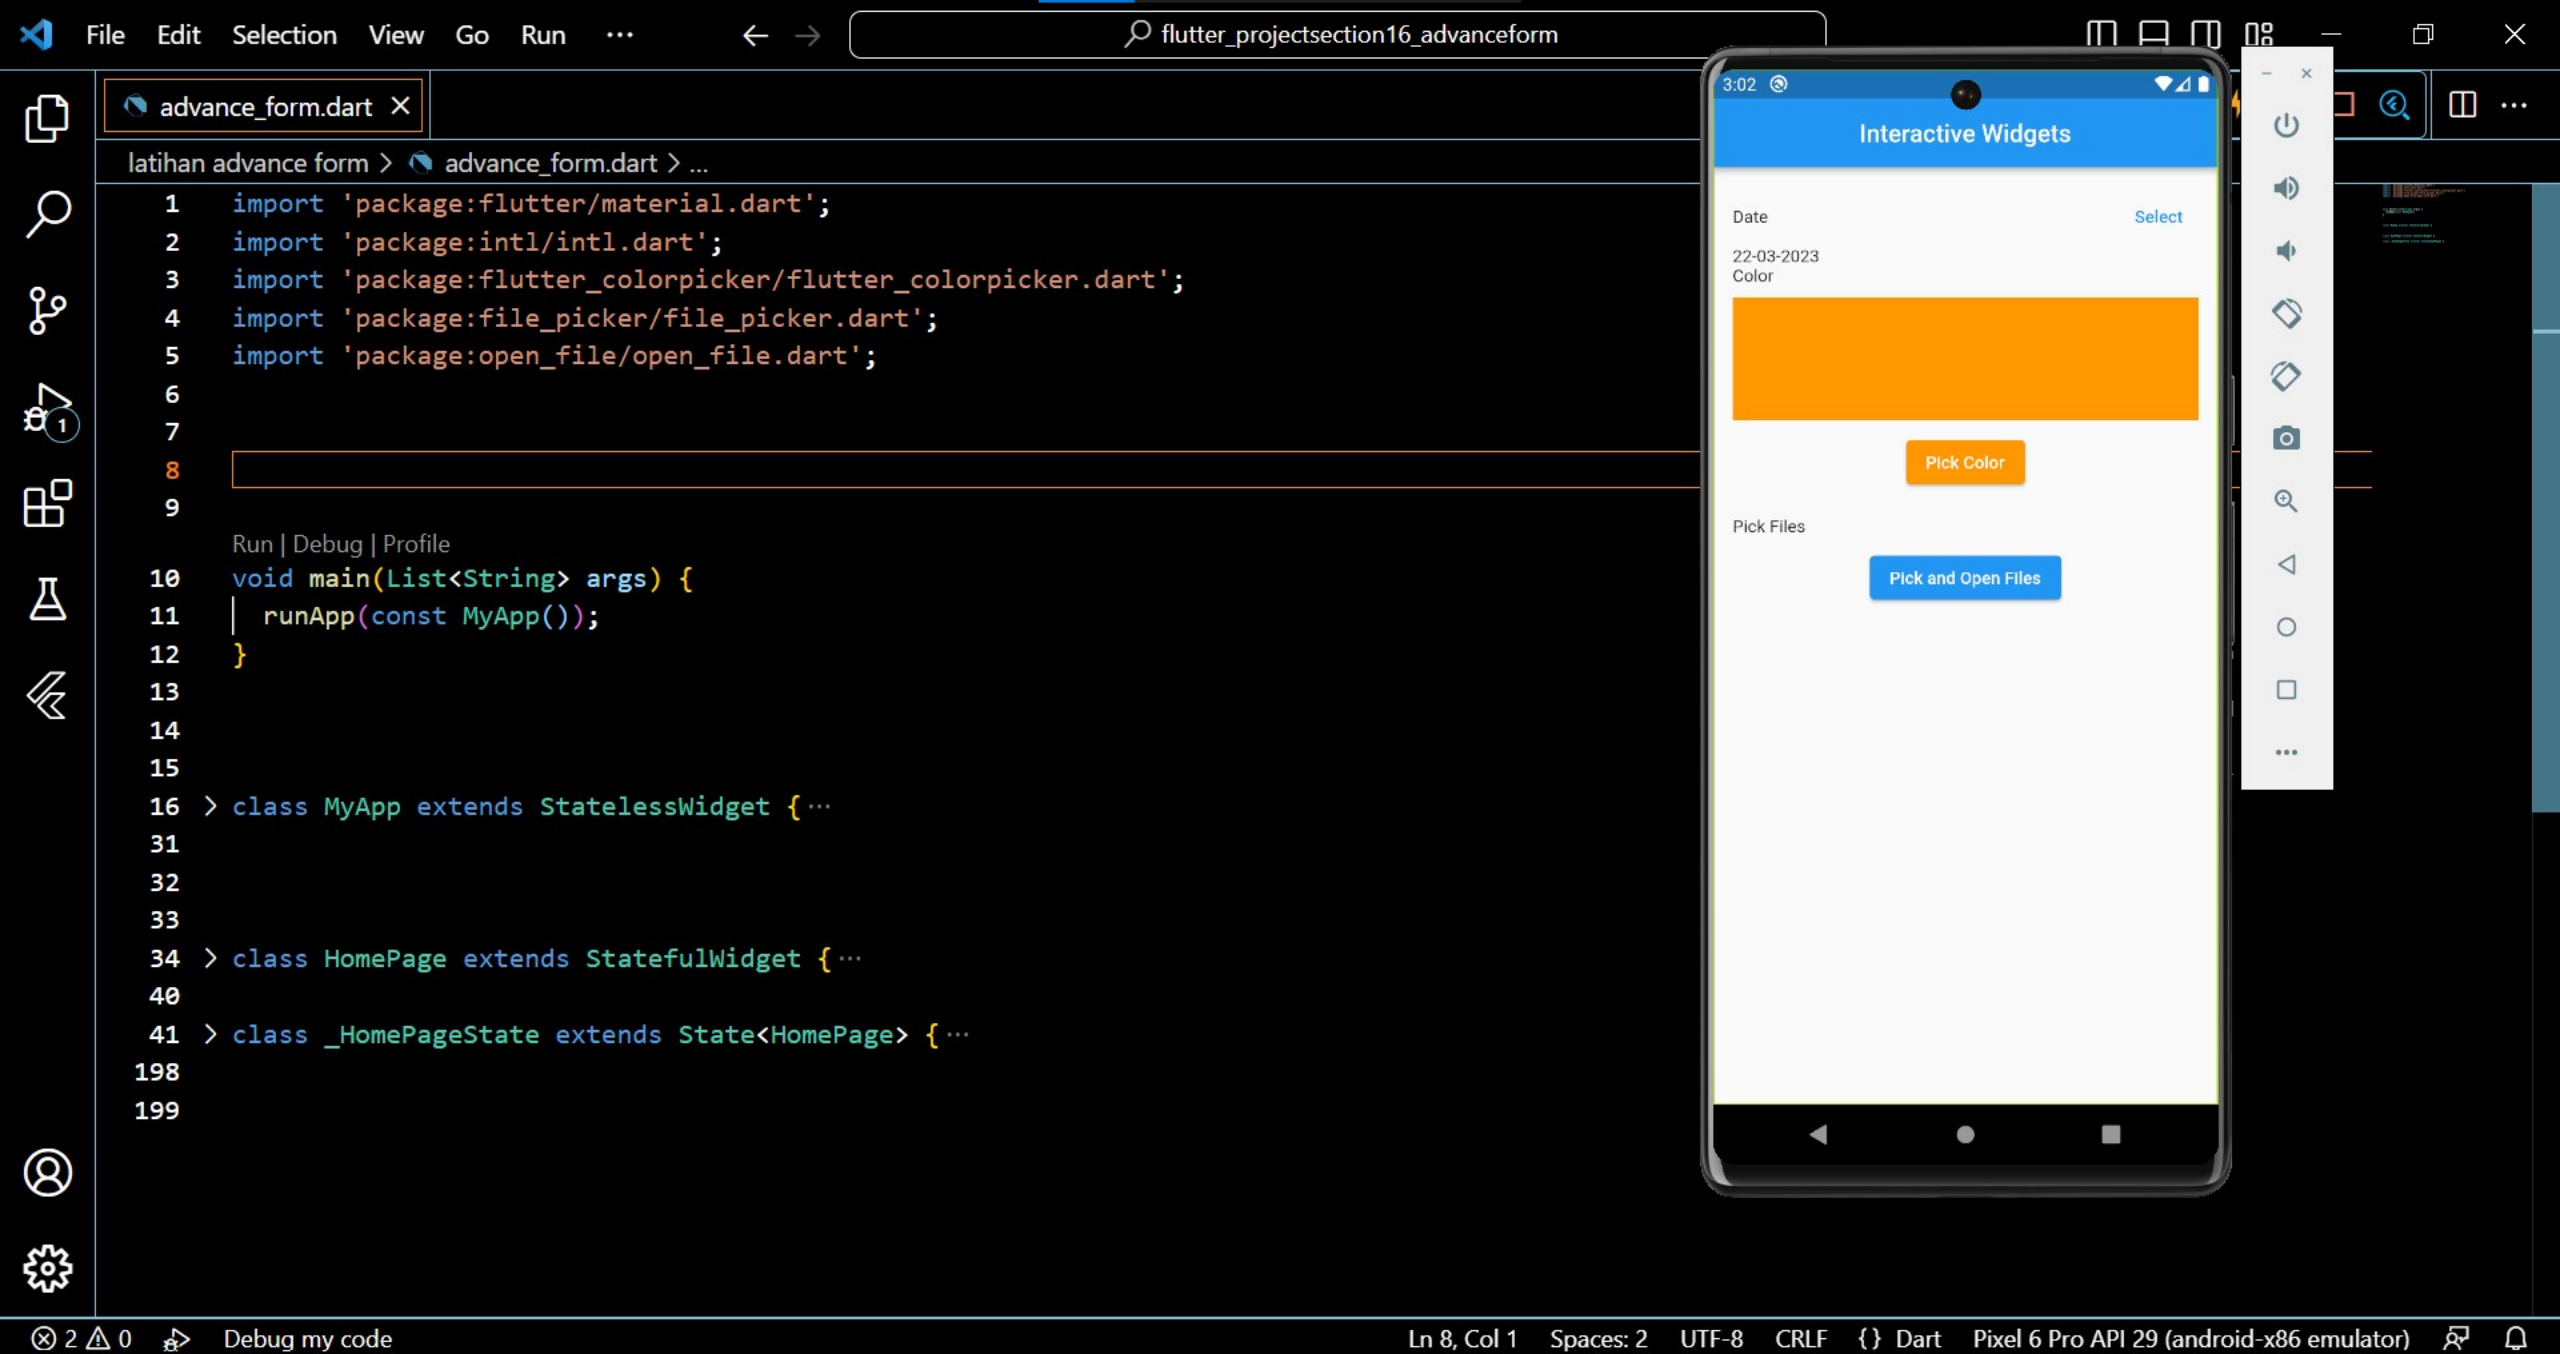 File Edit Selection View Go Run ···
flutter_projectsection16_advanceform
advance_form.dart
latihan advance form > advance_form.dart > ...
1 import 'package:flutter/material.dart';
2 import 'package:intl/intl.dart';
3 import 'package:flutter_colorpicker/flutter_colorpicker.dart';
4 import 'package:file_picker/file_picker.dart';
5 import 'package:open_file/open_file.dart';
6
7
8
9
Run | Debug | Profile
10 void main(List<String> args) {
11 runApp(const MyApp());
12 }
13
14
15
16 > class MyApp extends StatelessWidget {···
31
32
33
34 > class HomePage extends StatefulWidget {···
40
41 > class _HomePageState extends State<HomePage> {···
198
199
1
3:02
Interactive Widgets
Date Select
22-03-2023
Color
Pick Color
Pick Files
Pick and Open Files
2 0 Debug my code
Ln 8, Col 1 Spaces: 2 UTF-8 CRLF {} Dart Pixel 6 Pro API 29 (android-x86 emulator)